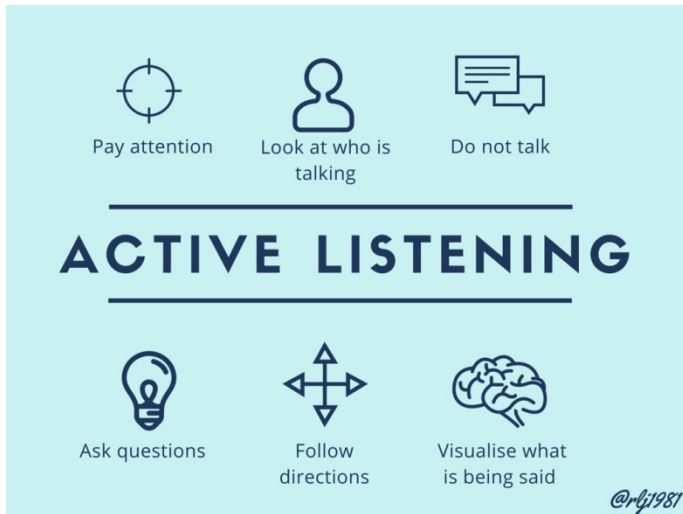 Pay attention
Look at who is
talking
Do not talk
ACTIVE LISTENING
Ask questions
Follow
directions
Visualise what
is being said
@rlj1981